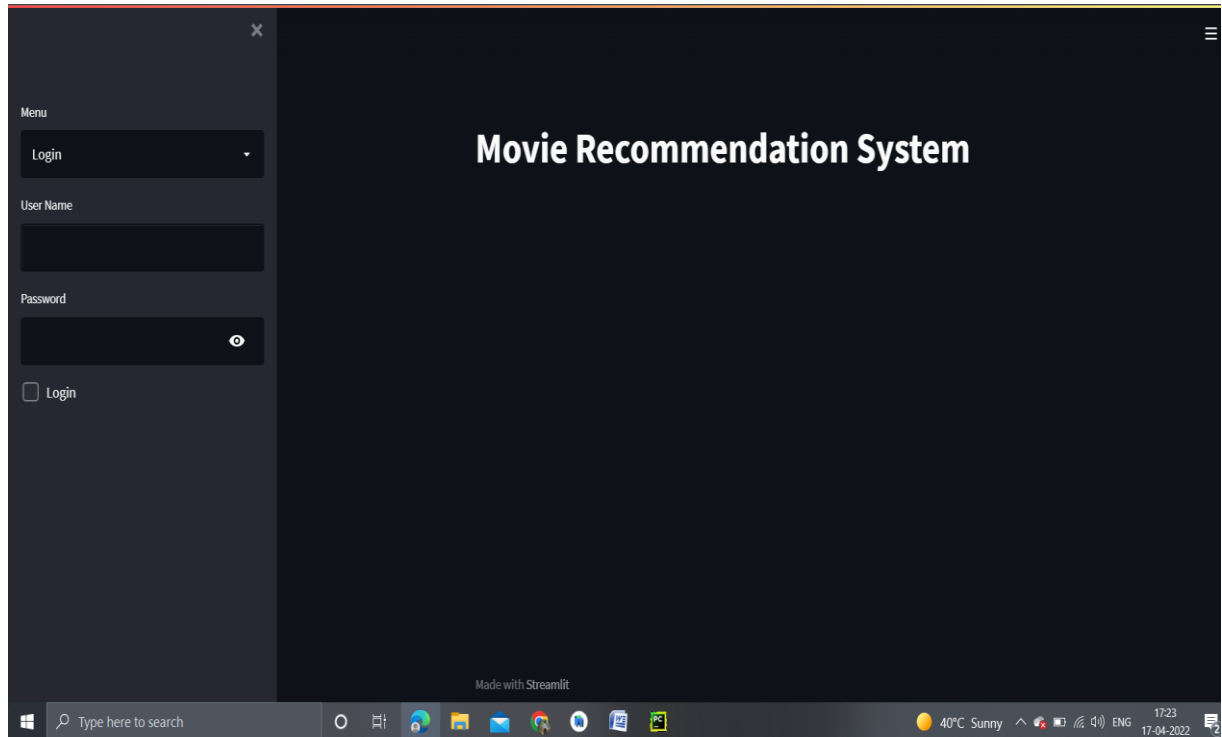 Menu
Login
User Name
Password
Login
Movie Recommendation System
Made with Streamlit
Type here to search
40°C Sunny
ENG
17:23
17-04-2022
2